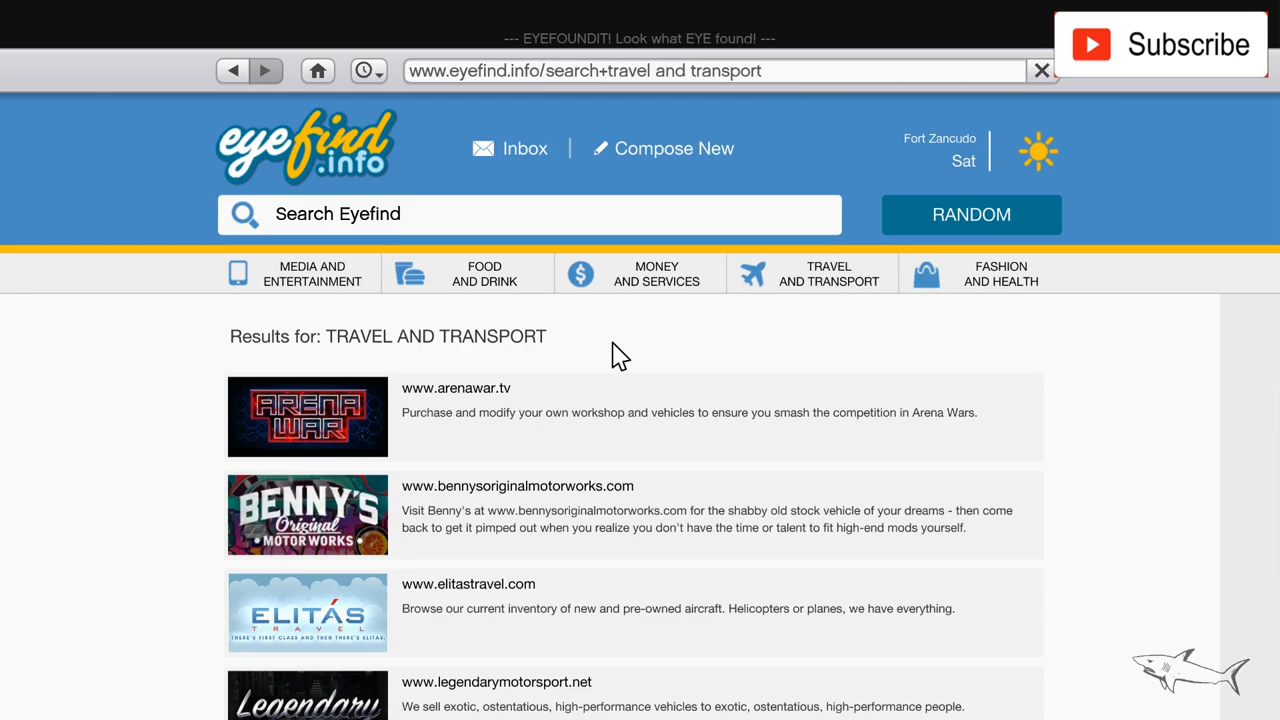 --- EYEFOUNDIT! Look what EYE found! ---
Subscribe
www.eyefind.info/search+travel and transport
eyefind
.info
Inbox | Compose New
Fort Zancudo
Sat
Search Eyefind
RANDOM
MEDIA AND
ENTERTAINMENT
FOOD
AND DRINK
MONEY
AND SERVICES
TRAVEL
AND TRANSPORT
FASHION
AND HEALTH
Results for: TRAVEL AND TRANSPORT
ARENA
WAR
www.arenawar.tv
Purchase and modify your own workshop and vehicles to ensure you smash the competition in Arena Wars.
BENNY'S
Original
MOTOR WORKS
www.bennysoriginalmotorworks.com
Visit Benny's at www.bennysoriginalmotorworks.com for the shabby old stock vehicle of your dreams - then come
back to get it pimped out when you realize you don't have the time or talent to fit high-end mods yourself.
ELITÁS
TRAVEL
THERE'S FIRST CLASS AND THEN THERE'S ELITAS.
www.elitastravel.com
Browse our current inventory of new and pre-owned aircraft. Helicopters or planes, we have everything.
Legendary
www.legendarymotorsport.net
We sell exotic, ostentatious, high-performance vehicles to exotic, ostentatious, high-performance people.